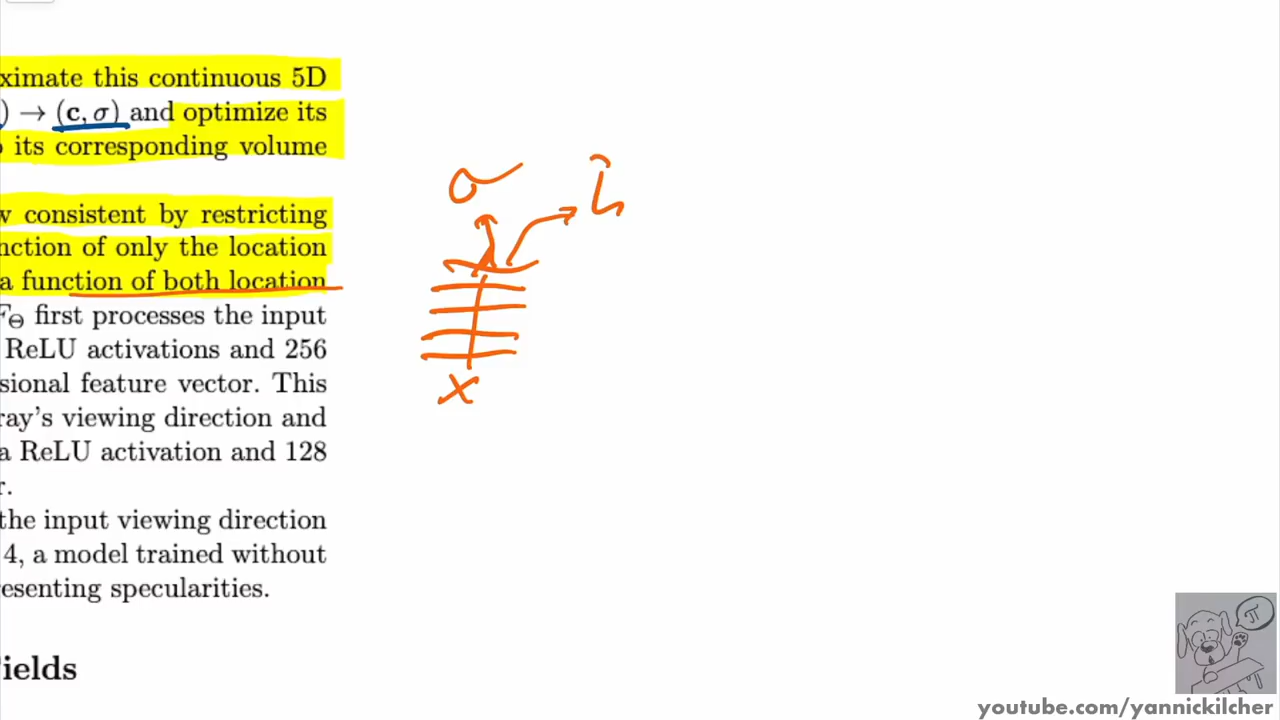 ximate this continuous 5D
) → (c, σ) and optimize its
its corresponding volume
w consistent by restricting
nction of only the location
a function of both location
F_Θ first processes the input
ReLU activations and 256
sional feature vector. This
ray's viewing direction and
a ReLU activation and 128
r.
the input viewing direction
4, a model trained without
resenting specularities.
ields
σ
h
x
π
youtube.com/yannickilcher